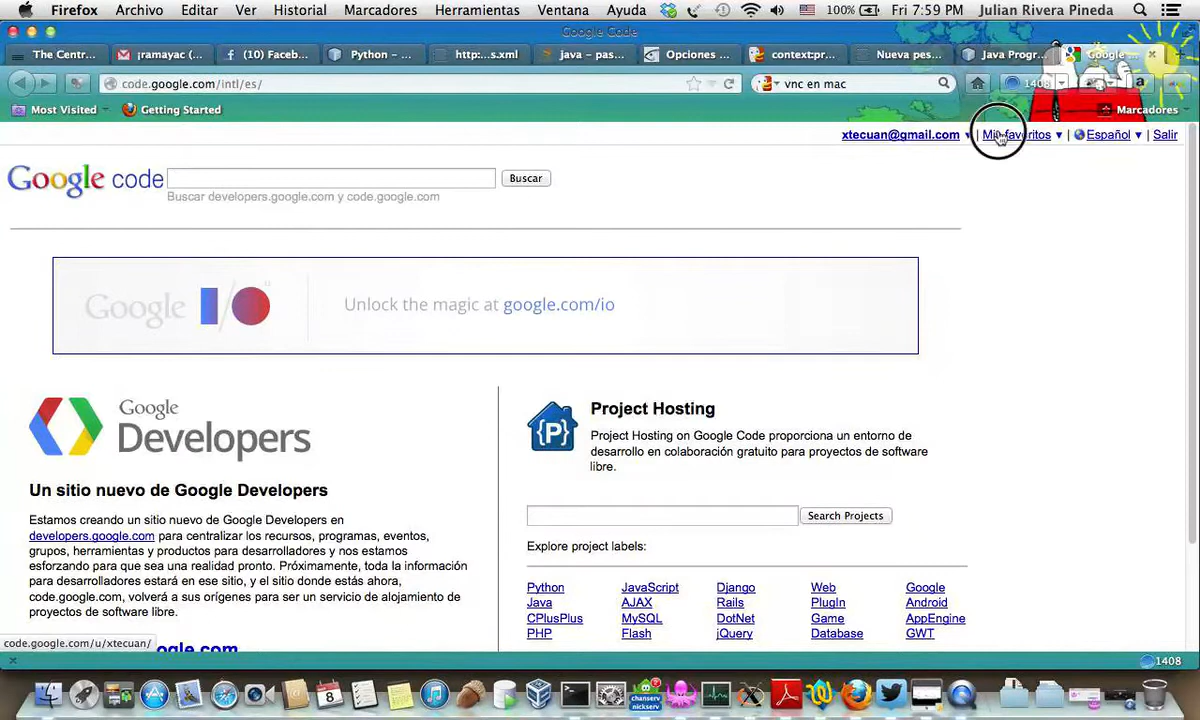 Firefox Archivo Editar Ver Historial Marcadores Herramientas Ventana Ayuda 100% Fri 7:59 PM Julian Rivera Pineda
Google Code
The Centr... jramayac (... (10) Faceb... Python – ... http:...s.xml java – pas... Opciones ... context:pr... Nueva pes... Java Prog... Google ...
code.google.com/intl/es/ vnc en mac 1408
Most Visited Getting Started Marcadores
xtecuan@gmail.com ▼ | Mis favoritos ▼ | Español ▼ | Salir
Google code Buscar
Buscar developers.google.com y code.google.com
Google I/O Unlock the magic at google.com/io
Google Developers
Un sitio nuevo de Google Developers
Estamos creando un sitio nuevo de Google Developers en
developers.google.com para centralizar los recursos, programas, eventos,
grupos, herramientas y productos para desarrolladores y nos estamos
esforzando para que sea una realidad pronto. Próximamente, toda la información
para desarrolladores estará en ese sitio, y el sitio donde estás ahora,
code.google.com, volverá a sus orígenes para ser un servicio de alojamiento de
proyectos de software libre.
ogle.com
Project Hosting
Project Hosting on Google Code proporciona un entorno de
desarrollo en colaboración gratuito para proyectos de software
libre.
Search Projects
Explore project labels:
Python JavaScript Django Web Google
Java AJAX Rails PlugIn Android
CPlusPlus MySQL DotNet Game AppEngine
PHP Flash jQuery Database GWT
code.google.com/u/xtecuan/
1408
8
chanserv
nickserv